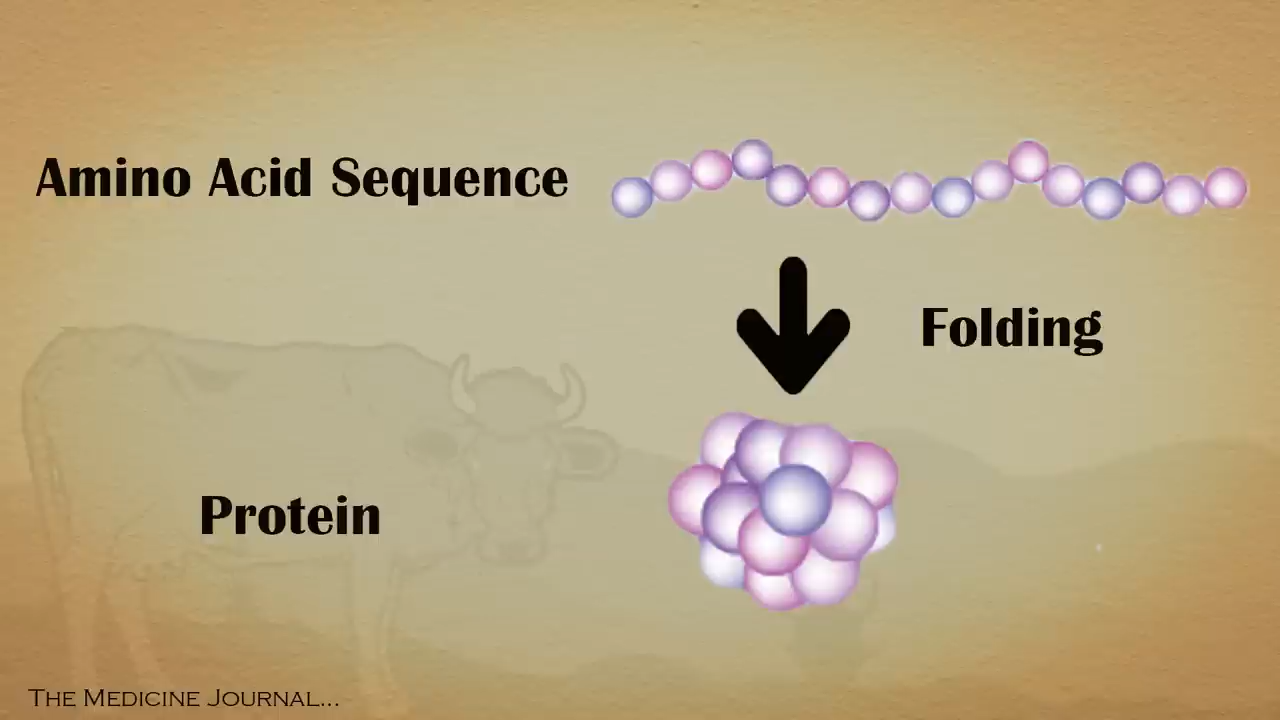 Amino Acid Sequence
Folding
Protein
The Medicine Journal...